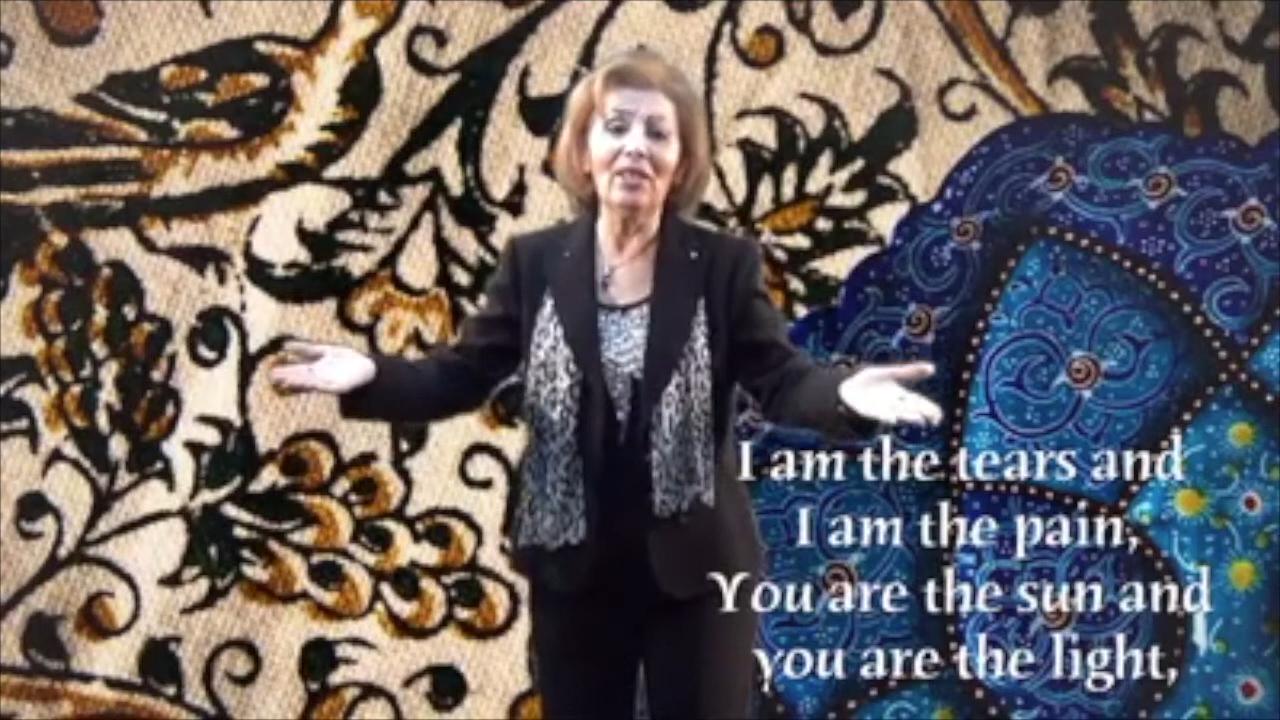 I am the tears and
I am the pain,
You are the sun and
you are the light,